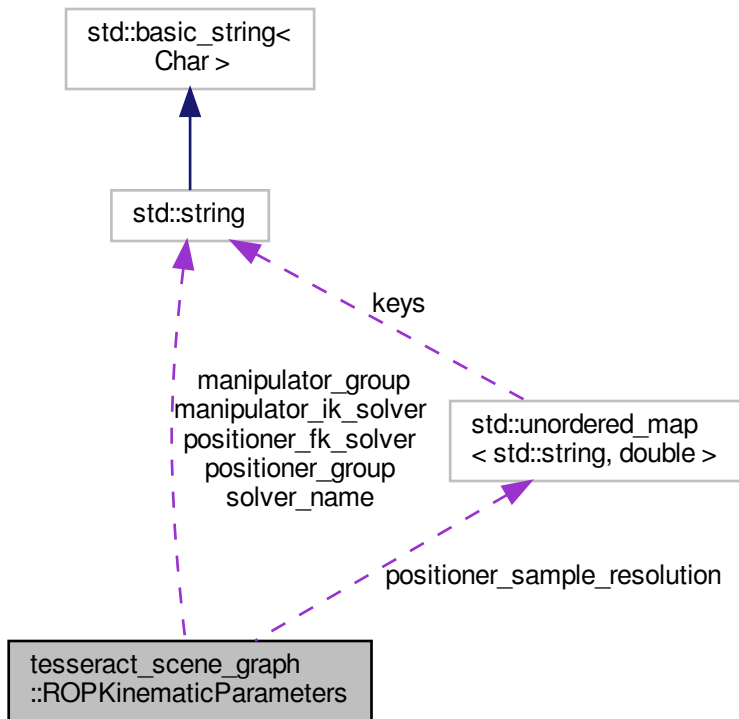 std::basic_string<
Char >
std::string
keys
manipulator_group
manipulator_ik_solver
positioner_fk_solver
positioner_group
solver_name
std::unordered_map
< std::string, double >
positioner_sample_resolution
tesseract_scene_graph
::ROPKinematicParameters